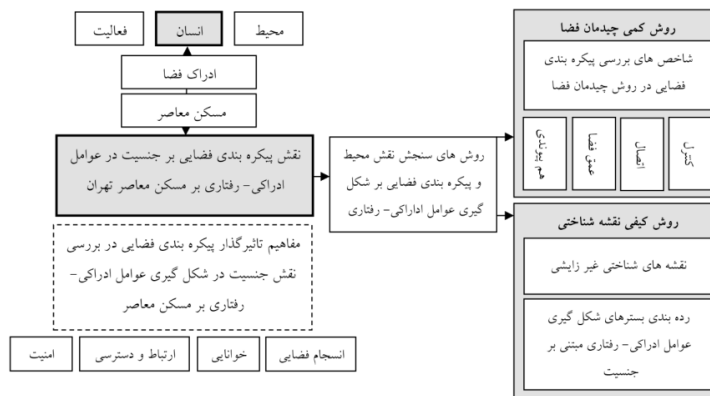 محیط
انسان
فعالیت
ادراک فضا
مسکن معاصر
نقش پیکره بندی فضایی بر جنسیت در عوامل
ادراکی- رفتاری بر مسکن معاصر تهران
مفاهیم تاثیرگذار پیکره بندی فضایی در بررسی
نقش جنسیت در شکل گیری عوامل ادراکی-
رفتاری بر مسکن معاصر
انسجام فضایی
خوانایی
ارتباط و دسترسی
امنیت
روش های سنجش نقش محیط
و پیکره بندی فضایی بر شکل
گیری عوامل اداراکی- رفتاری
روش کمی چیدمان فضا
شاخص های بررسی پیکره بندی
فضایی در روش چیدمان فضا
کنترل
اتصال
عمق فضا
هم پیوندی
روش کیفی نقشه شناختی
نقشه های شناختی غیر زایشی
رده بندی بسترهای شکل گیری
عوامل ادراکی- رفتاری مبتنی بر
جنسیت